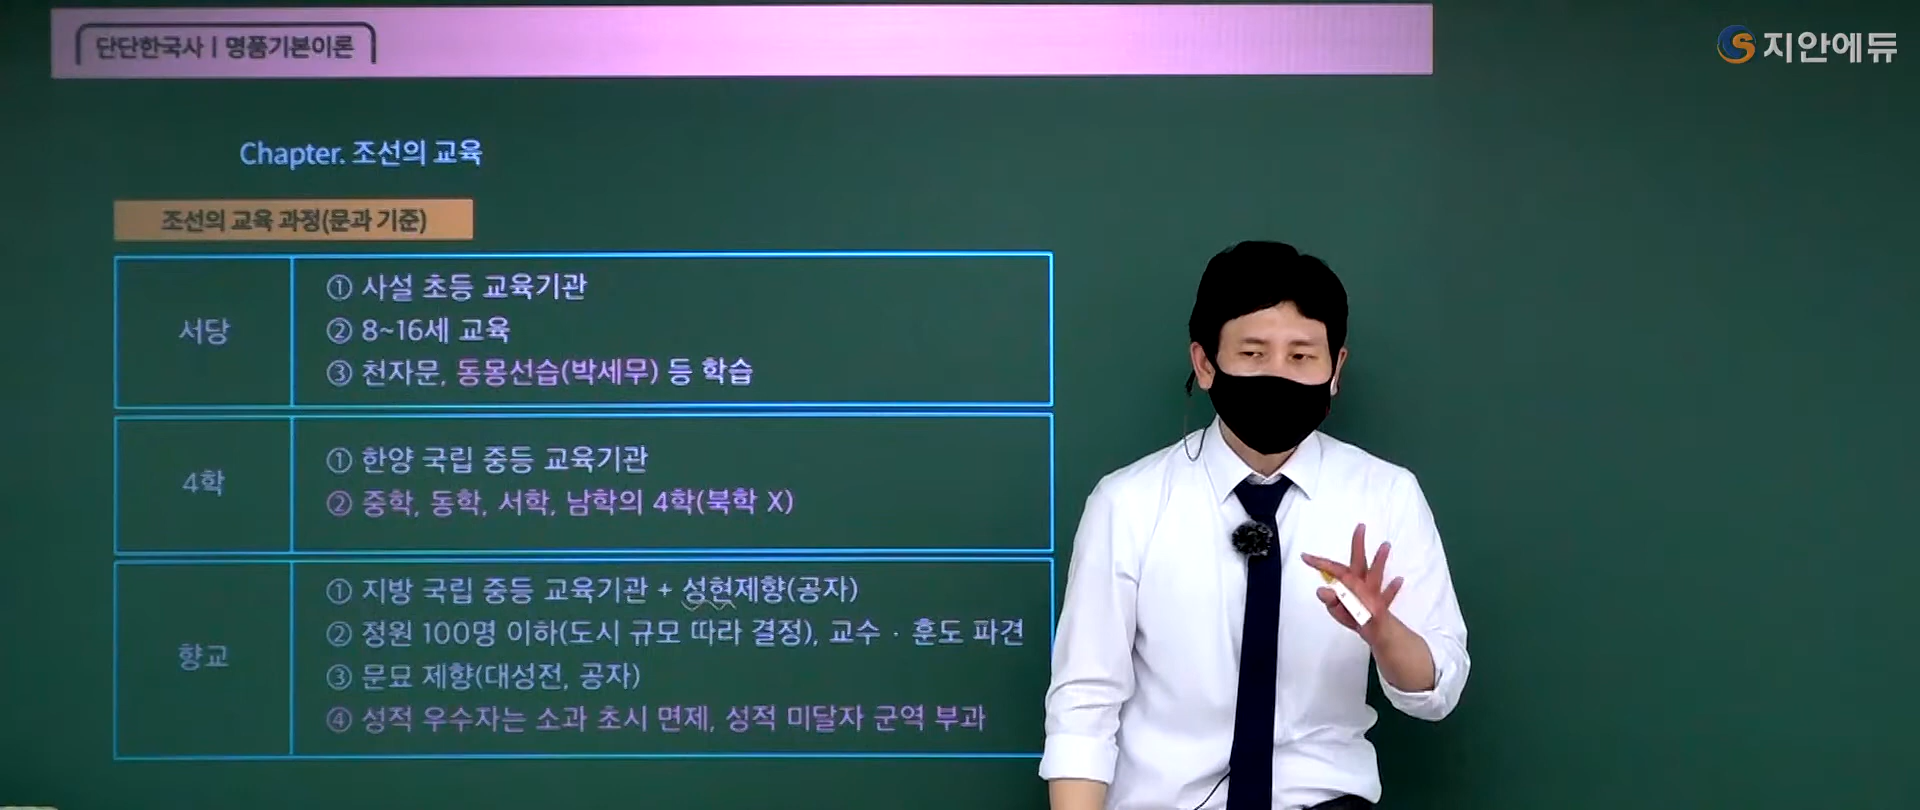 단단한국사 | 명품기본이론
지안에듀
Chapter. 조선의 교육
조선의 교육 과정(문과 기준)
서당
① 사설 초등 교육기관
② 8~16세 교육
③ 천자문, 동몽선습(박세무) 등 학습
4학
① 한양 국립 중등 교육기관
② 중학, 동학, 서학, 남학의 4학(북학 X)
향교
① 지방 국립 중등 교육기관 + 성현제향(공자)
② 정원 100명 이하(도시 규모 따라 결정), 교수 · 훈도 파견
③ 문묘 제향(대성전, 공자)
④ 성적 우수자는 소과 초시 면제, 성적 미달자 군역 부과